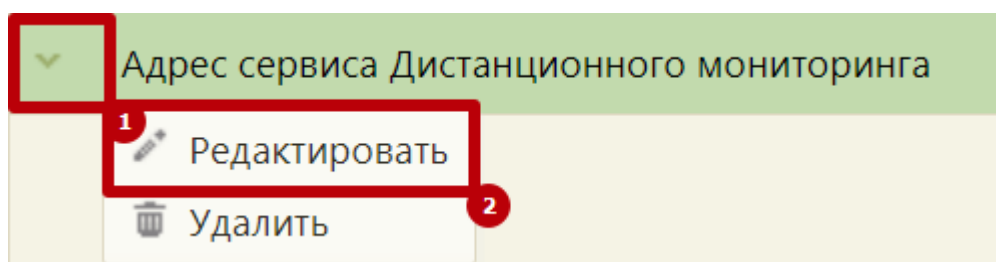 Адрес сервиса Дистанционного мониторинга
1
Редактировать
2
Удалить